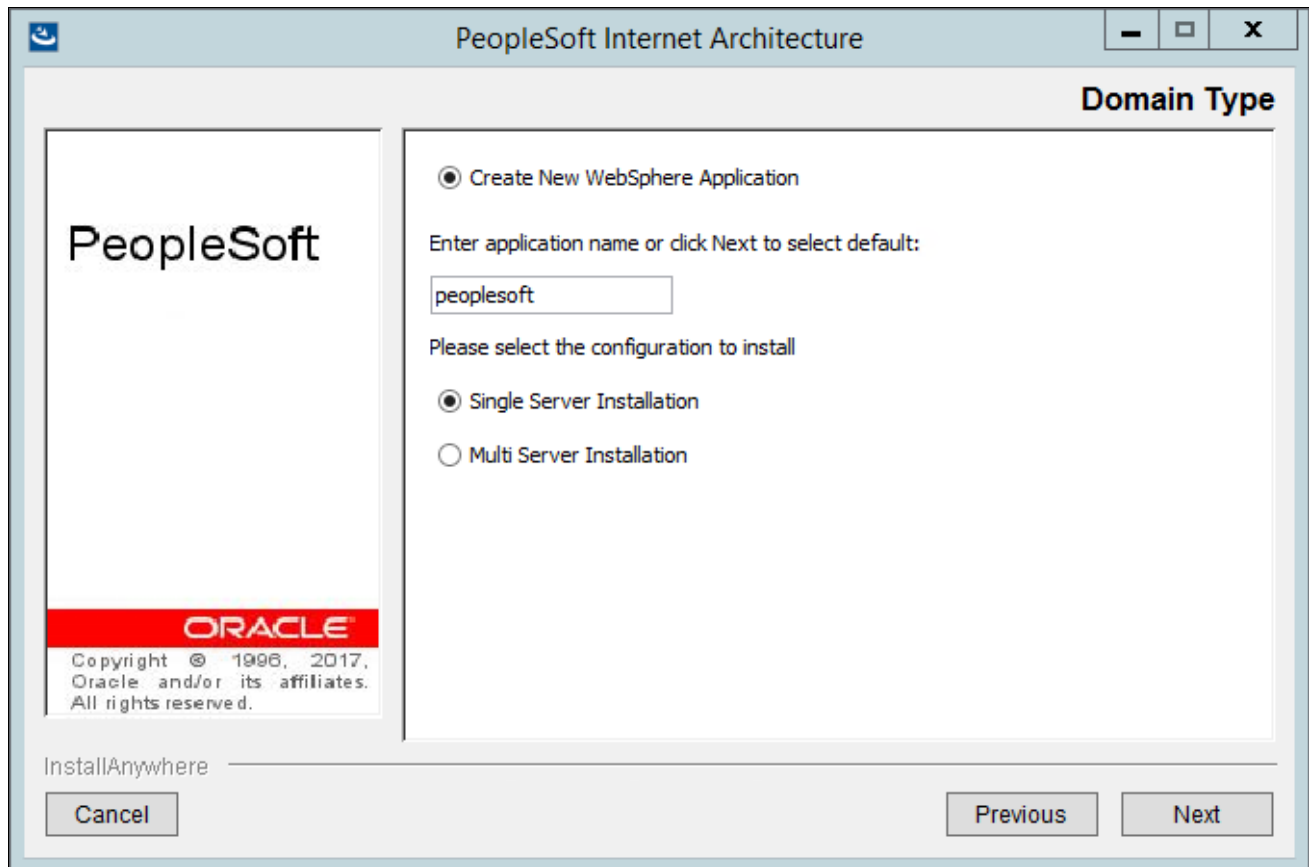 PeopleSoft Internet Architecture
Domain Type
PeopleSoft
ORACLE
Copyright © 1996, 2017,
Oracle and/or its affiliates.
All rights reserved.
Create New WebSphere Application
Enter application name or click Next to select default:
peoplesoft
Please select the configuration to install
Single Server Installation
Multi Server Installation
InstallAnywhere
Cancel
Previous
Next